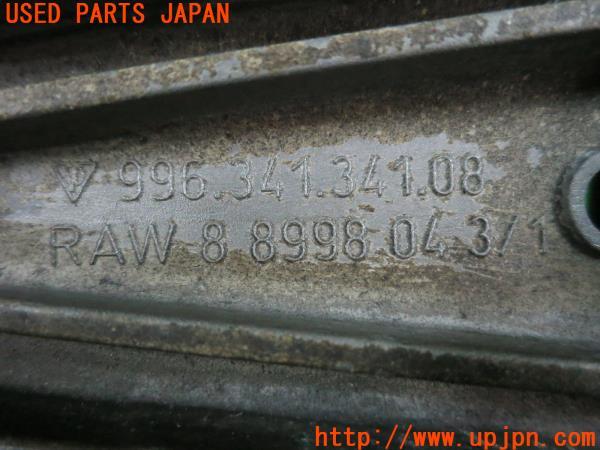 USED PARTS JAPAN
996.341.341.08
RAW 8 8998 04 3/1
http://www.upjpn.com